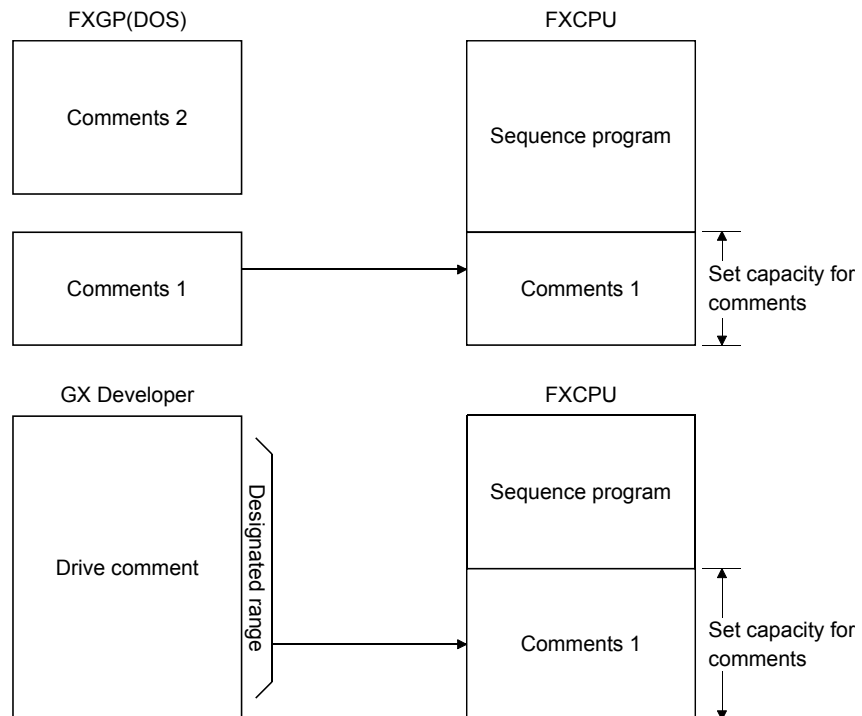 FXGP(DOS)
FXCPU
Comments 2
Sequence program
Comments 1
Comments 1
Set capacity for
comments
GX Developer
FXCPU
Drive comment
Designated range
Sequence program
Comments 1
Set capacity for
comments